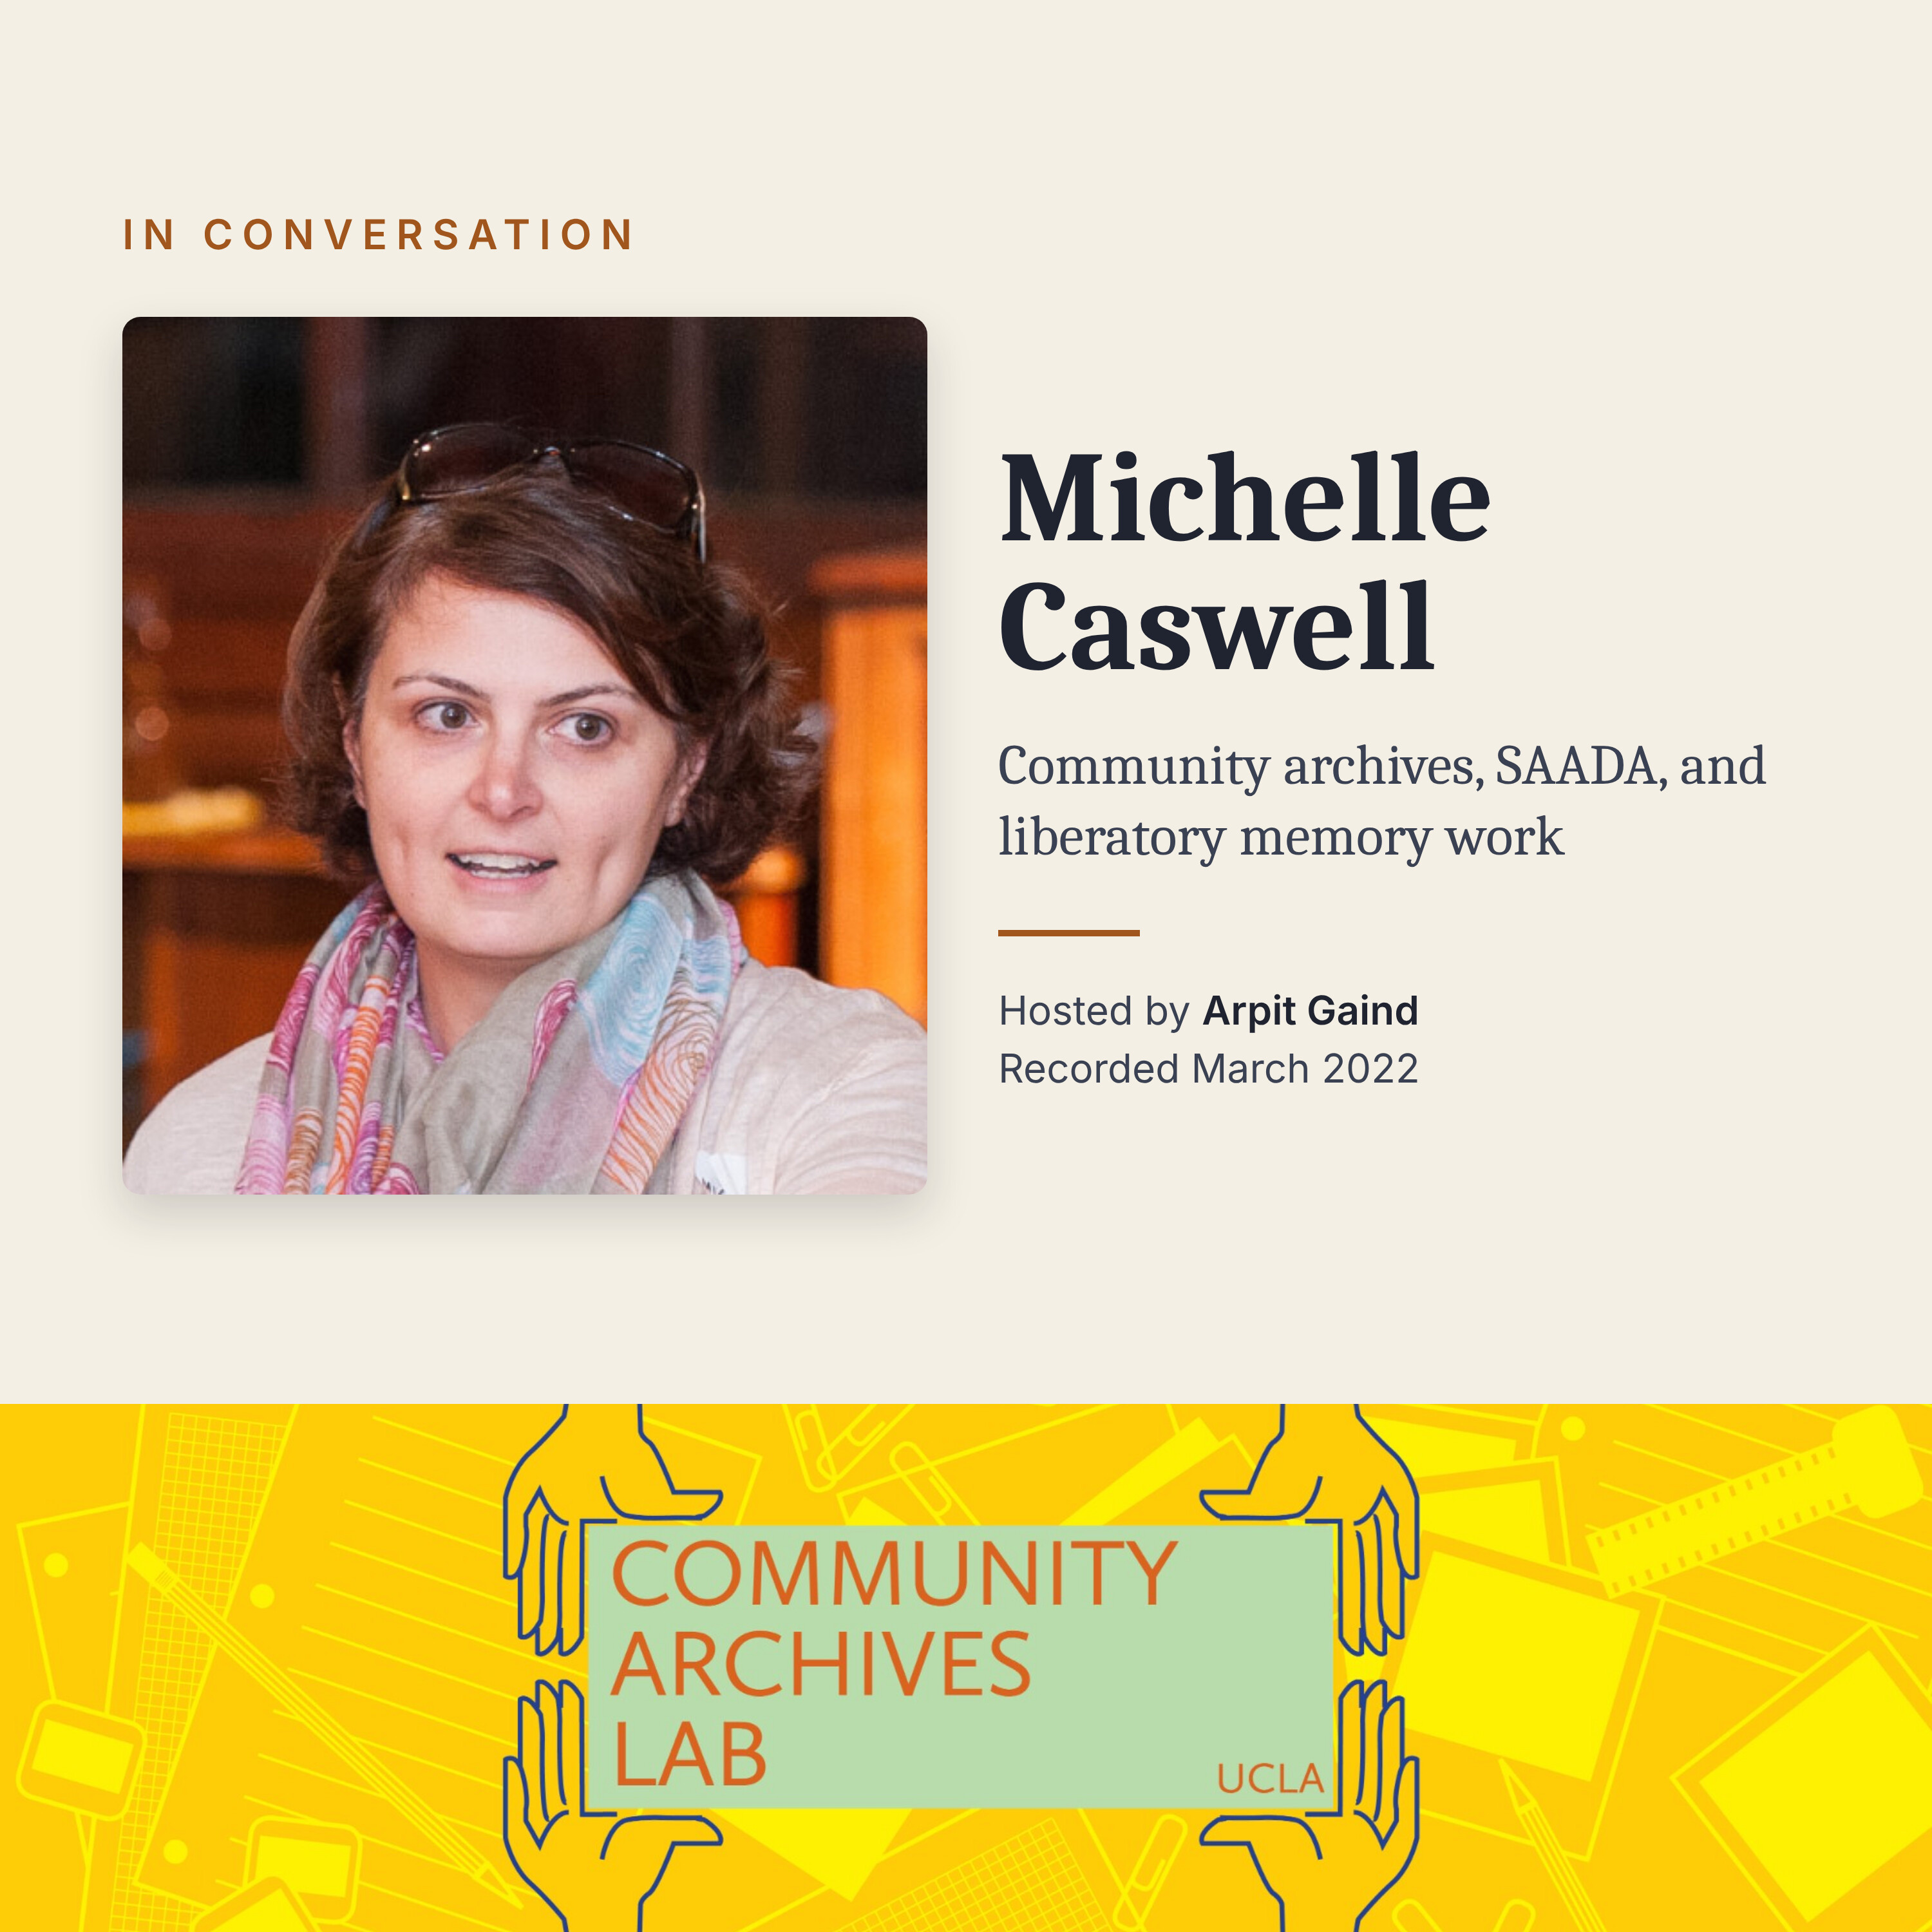 IN CONVERSATION
Michelle
Caswell
Community archives, SAADA, and
liberatory memory work
Hosted by Arpit Gaind
Recorded March 2022
COMMUNITY
ARCHIVES
LAB
UCLA